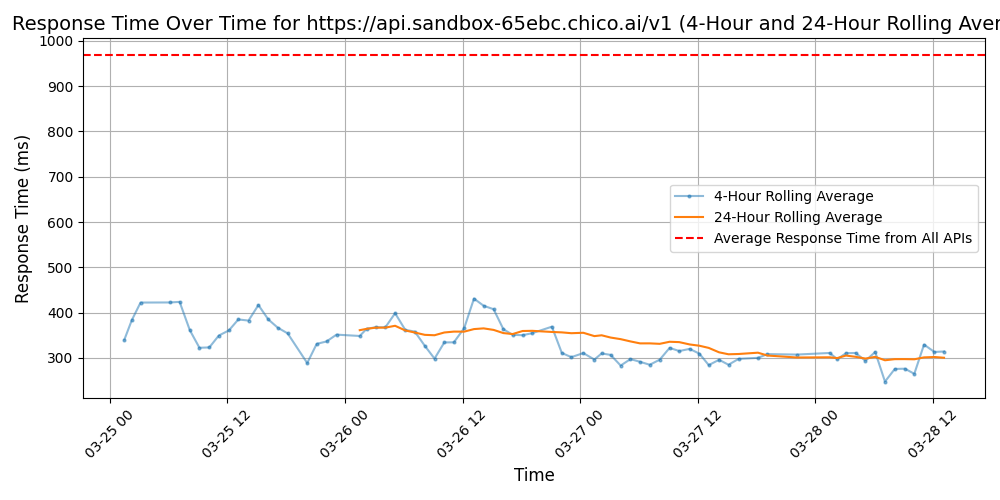 Response Time Over Time for https://api.sandbox-65ebc.chico.ai/v1 (4-Hour and 24-Hour Rolling Aver
Response Time (ms)
1000
900
800
700
600
500
400
300
4-Hour Rolling Average
24-Hour Rolling Average
Average Response Time from All APIs
03-25 00
03-25 12
03-26 00
03-26 12
03-27 00
03-27 12
03-28 00
03-28 12
Time